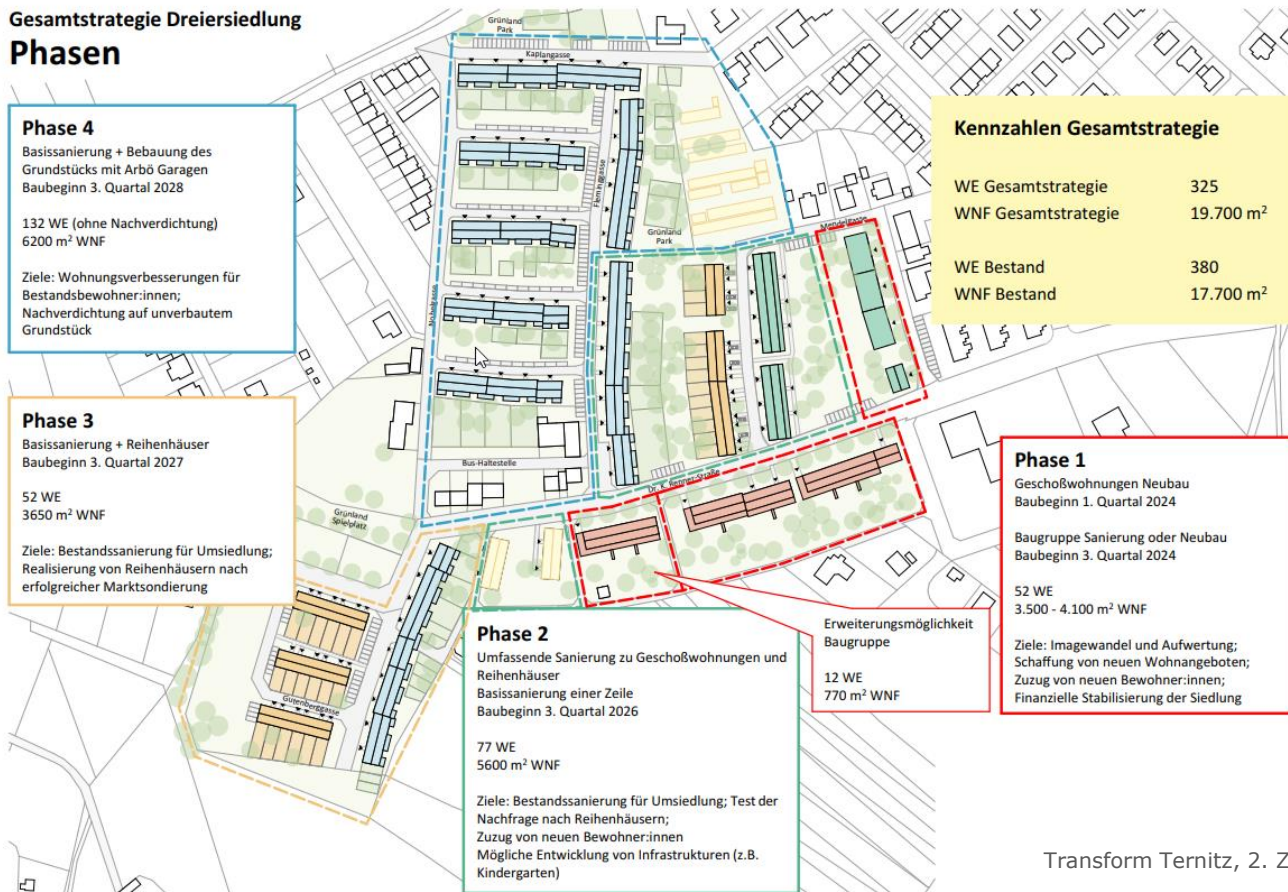 Gesamtstrategie Dreiersiedlung
Phasen
Phase 4
Basissanierung + Bebauung des
Grundstücks mit Arbö Garagen
Baubeginn 3. Quartal 2028
132 WE (ohne Nachverdichtung)
6200 m² WNF
Ziele: Wohnungsverbesserungen für
Bestandsbewohner:innen;
Nachverdichtung auf unverbautem
Grundstück
Phase 3
Basissanierung + Reihenhäuser
Baubeginn 3. Quartal 2027
52 WE
3650 m² WNF
Ziele: Bestandssanierung für Umsiedlung;
Realisierung von Reihenhäusern nach
erfolgreicher Marktsondierung
Grünland
Park
Kaplangasse
Fleminggasse
Nobelgasse
Grünland
Park
Mendelgasse
Bus-Haltestelle
Dr. K. Renner-Straße
Grünland
Spielplatz
Gutenberggasse
Kennzahlen Gesamtstrategie
WE Gesamtstrategie 325
WNF Gesamtstrategie 19.700 m²
WE Bestand 380
WNF Bestand 17.700 m²
Phase 2
Umfassende Sanierung zu Geschoßwohnungen und
Reihenhäuser
Basissanierung einer Zeile
Baubeginn 3. Quartal 2026
77 WE
5600 m² WNF
Ziele: Bestandssanierung für Umsiedlung; Test der
Nachfrage nach Reihenhäusern;
Zuzug von neuen Bewohner:innen
Mögliche Entwicklung von Infrastrukturen (z.B.
Kindergarten)
Erweiterungsmöglichkeit
Baugruppe
12 WE
770 m² WNF
Phase 1
Geschoßwohnungen Neubau
Baubeginn 1. Quartal 2024
Baugruppe Sanierung oder Neubau
Baubeginn 3. Quartal 2024
52 WE
3.500 - 4.100 m² WNF
Ziele: Imagewandel und Aufwertung;
Schaffung von neuen Wohnangeboten;
Zuzug von neuen Bewohner:innen;
Finanzielle Stabilisierung der Siedlung
Transform Ternitz, 2. Z